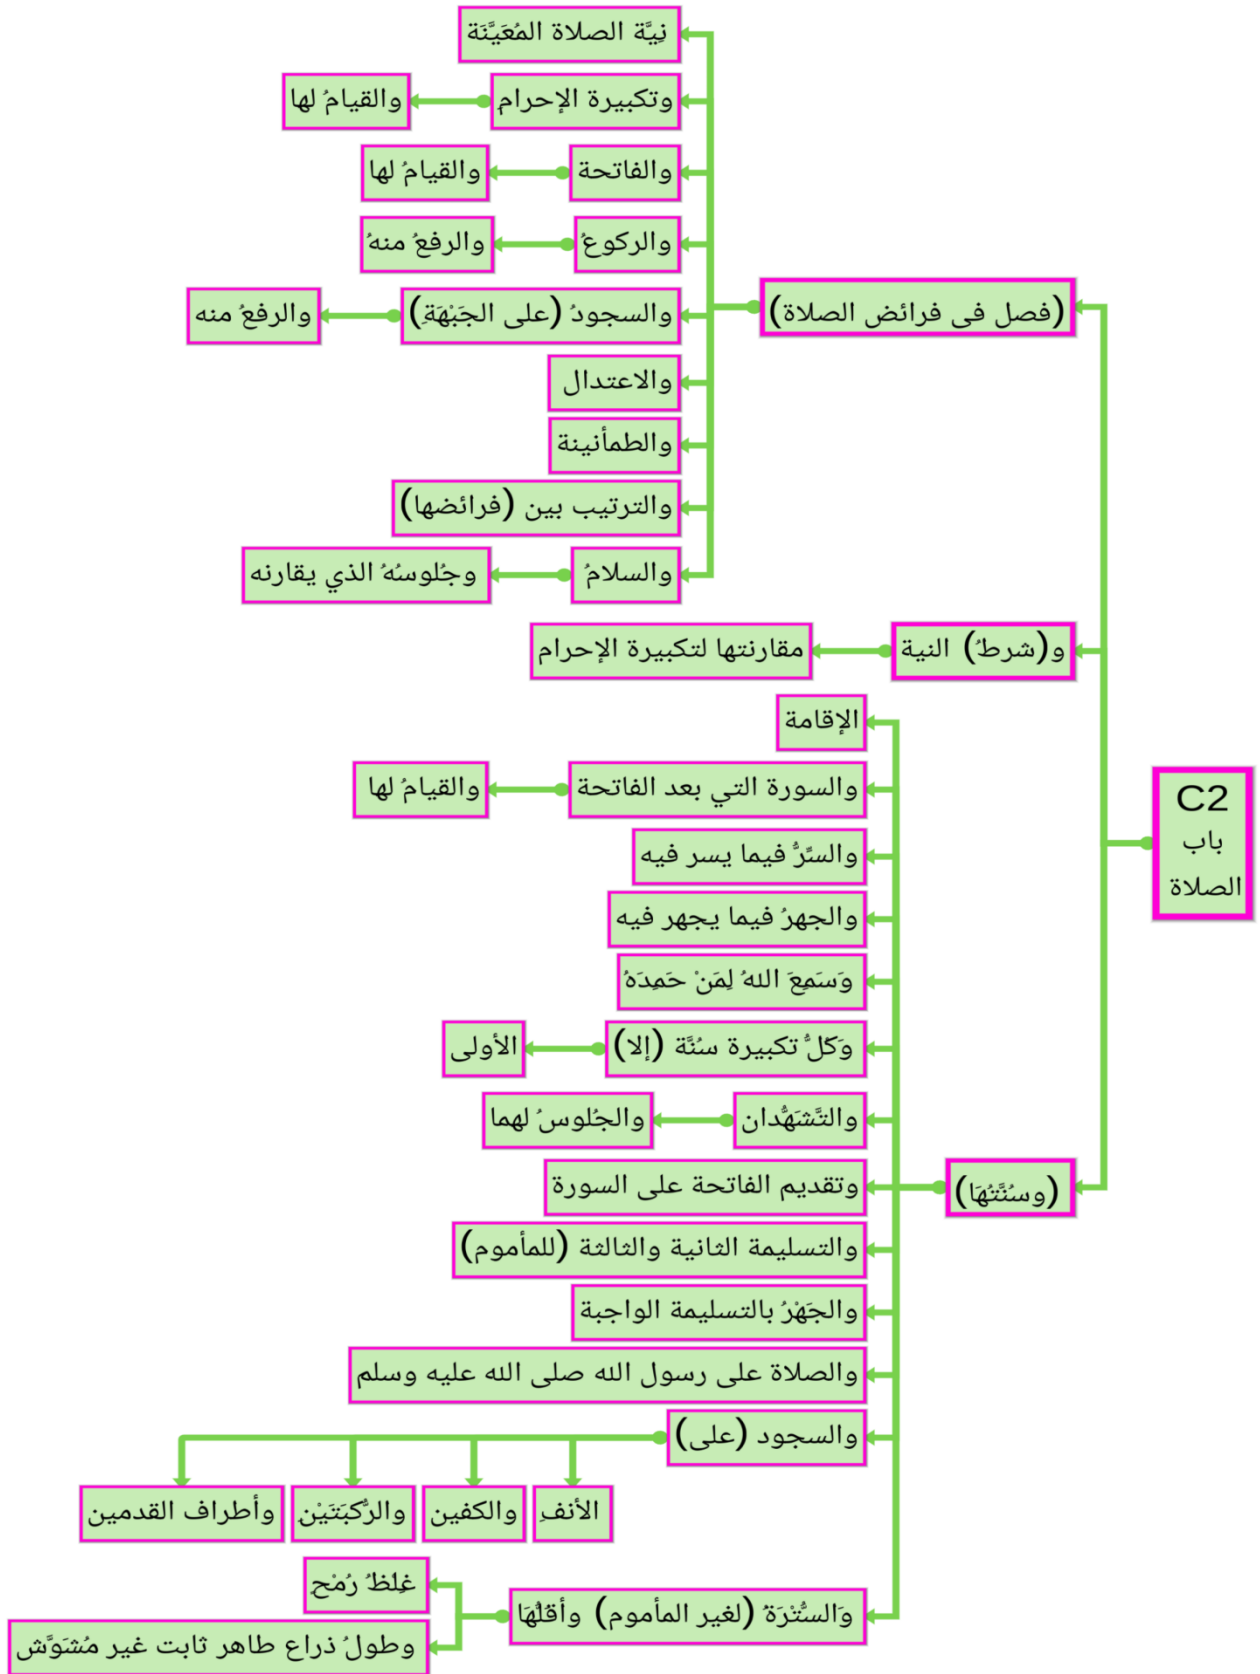 C2
باب
الصلاة
(فصل فى فرائض الصلاة)
نِيَّة الصلاة المُعَيَّنَة
وتكبيرة الإحرامِ
والقيامُ لها
والفاتحة
والقيامُ لها
والركوعُ
والرفعُ منهُ
والسجودُ (على الجَبْهَةِ)
والرفعُ منه
والاعتدال
والطمأنينة
والترتيب بين (فرائضها)
والسلامُ
وجُلوسُهُ الذي يقارنه
و(شرطُ) النية
مقارنتها لتكبيرة الإحرام
(وسُنَّتُهَا)
الإقامة
والسورة التي بعد الفاتحة
والقيامُ لها
والسِّرُّ فيما يسر فيه
والجهرُ فيما يجهر فيه
وَسَمِعَ اللهُ لِمَنْ حَمِدَهُ
وَكلُّ تكبيرة سُنَّة (إلا)
الأولى
والتَّشَهُّدان
والجُلوسُ لهما
وتقديم الفاتحة على السورة
والتسليمة الثانية والثالثة (للمأموم)
والجَهْرُ بالتسليمة الواجبة
والصلاة على رسول الله صلى الله عليه وسلم
والسجود (على)
الأنفِ
والكفين
والرُّكبَتَيْنِ
وأطراف القدمين
وَالسُّتْرَةُ (لغير المأموم) وأقلُّهَا
غِلظُ رُمْحٍ
وطولُ ذراع طاهر ثابت غير مُشَوَّش